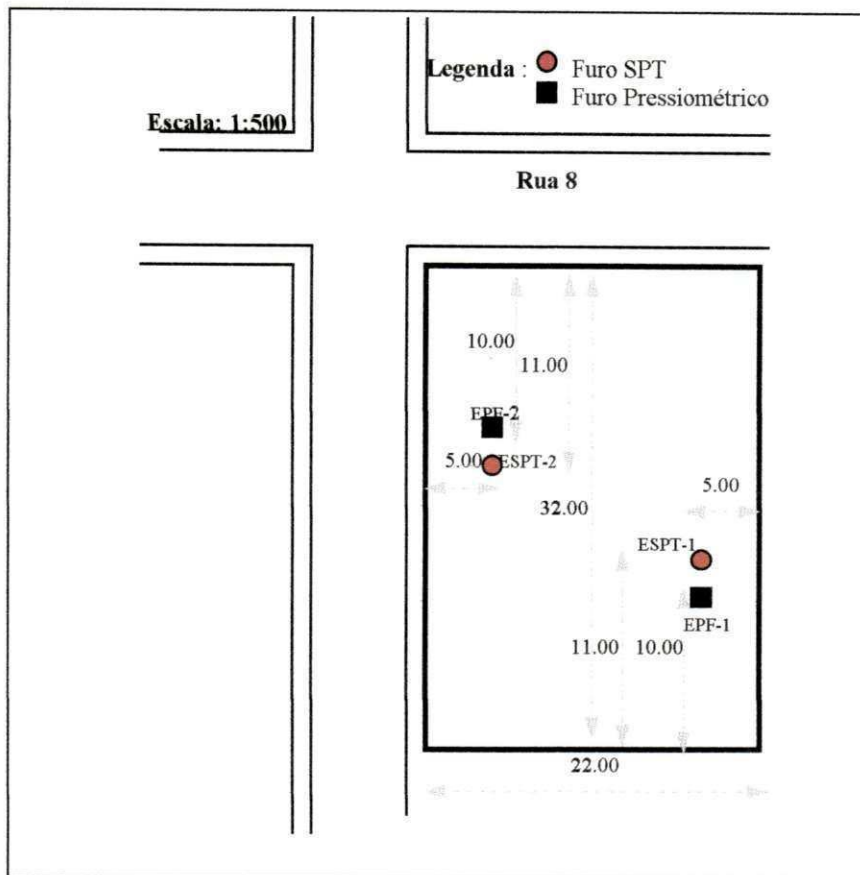 Legenda : Furo SPT
Furo Pressiométrico
Escala: 1:500
Rua 8
10.00
11.00
EPF-2
5.00
ESPT-2
32.00
5.00
ESPT-1
EPF-1
11.00
10.00
22.00